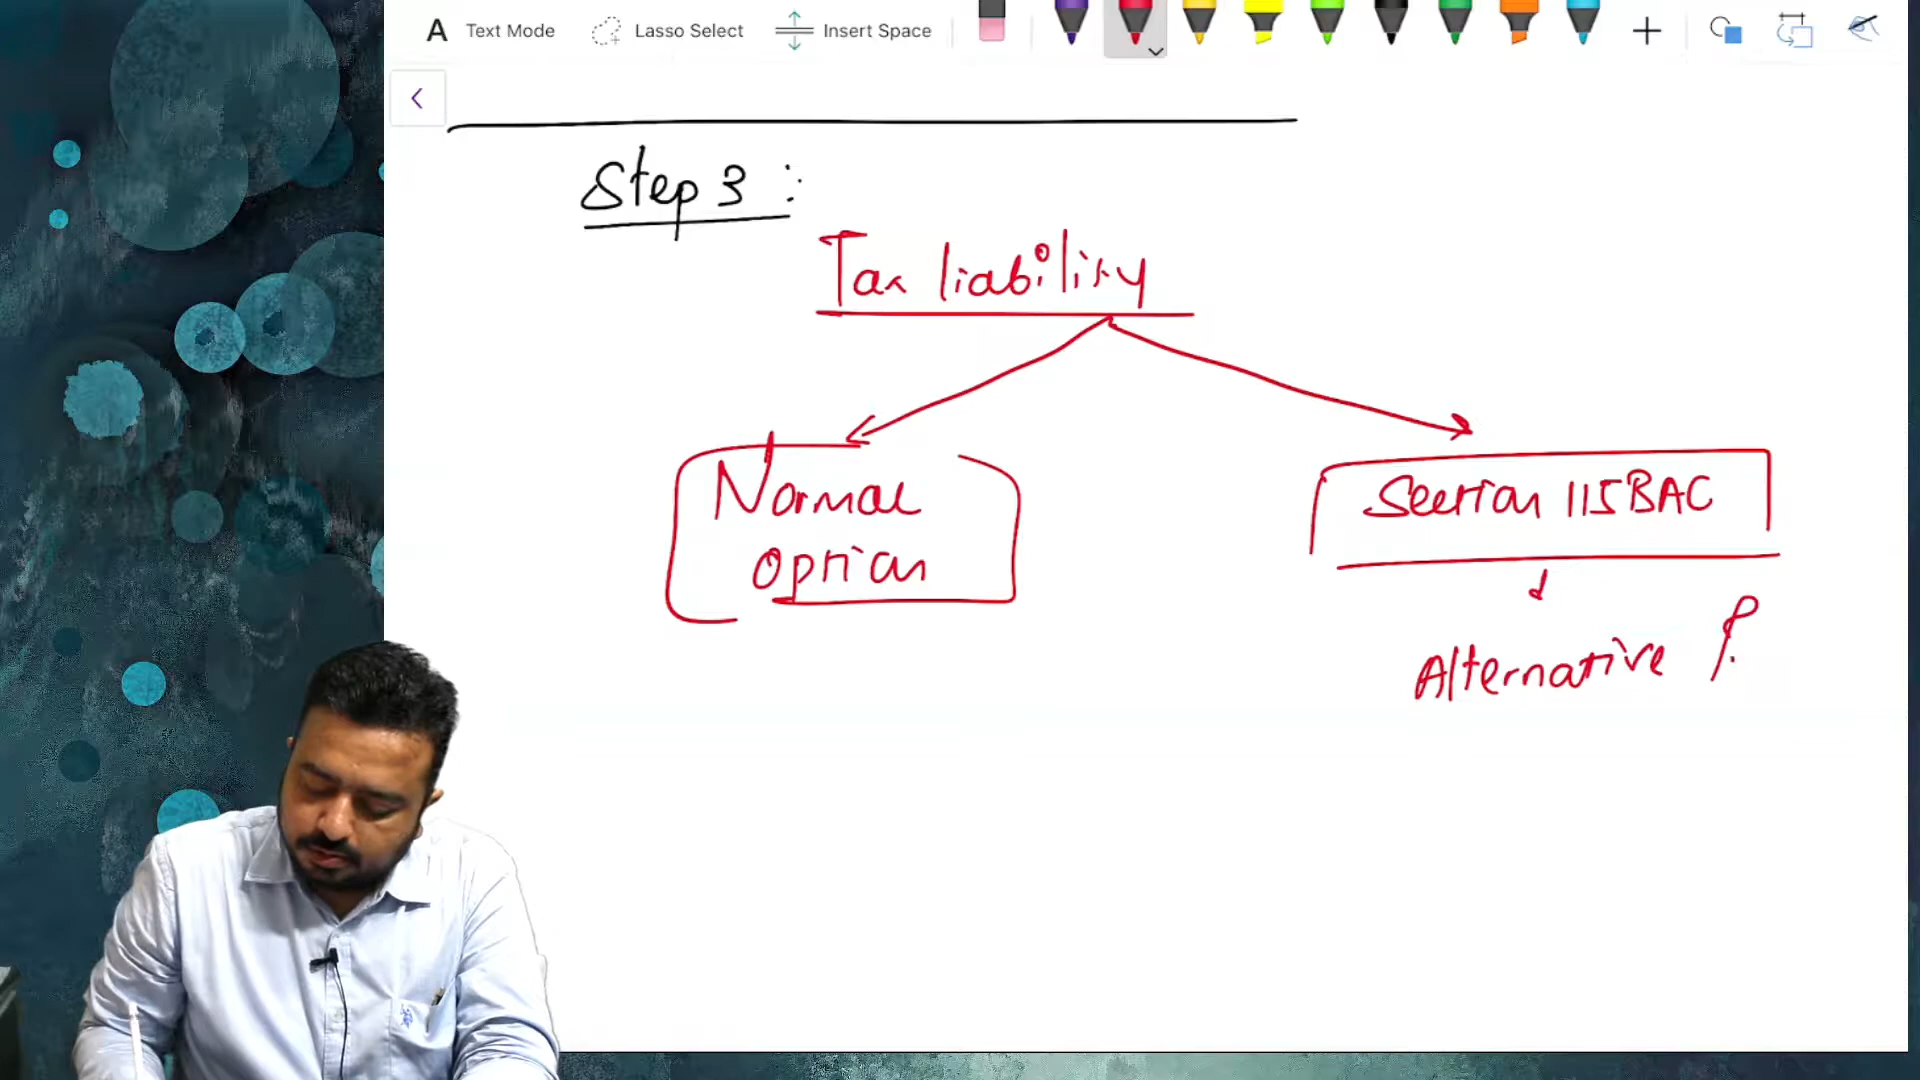 A Text Mode Lasso Select Insert Space
Step 3 :
Tax liability
Normal
Option
Section 115BAC
Alternative